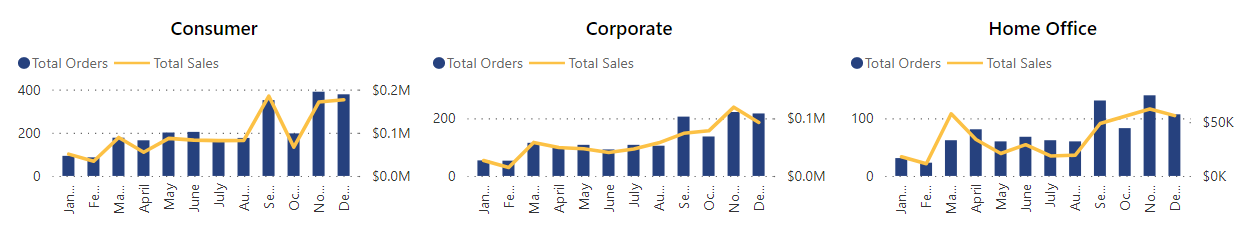 Consumer
Total Orders Total Sales
400 $0.2M
200 $0.1M
0 $0.0M
Jan... Fe... Ma... April May June July Au... Se... Oc... No... De...
Corporate
Total Orders Total Sales
200 $0.1M
0 $0.0M
Jan... Fe... Ma... April May June July Au... Se... Oc... No... De...
Home Office
Total Orders Total Sales
100 $50K
0 $0K
Jan... Fe... Ma... April May June July Au... Se... Oc... No... De...